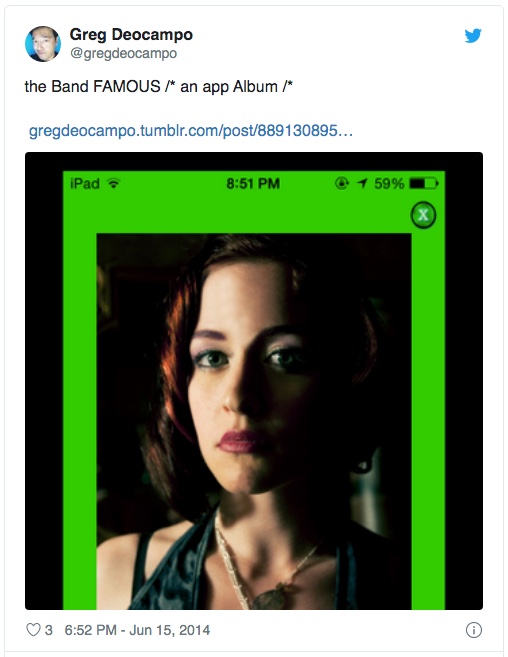 Greg Deocampo
@gregdeocampo
the Band FAMOUS /* an app Album /*
gregdeocampo.tumblr.com/post/889130895…
iPad 8:51 PM 59%
X
3 6:52 PM - Jun 15, 2014